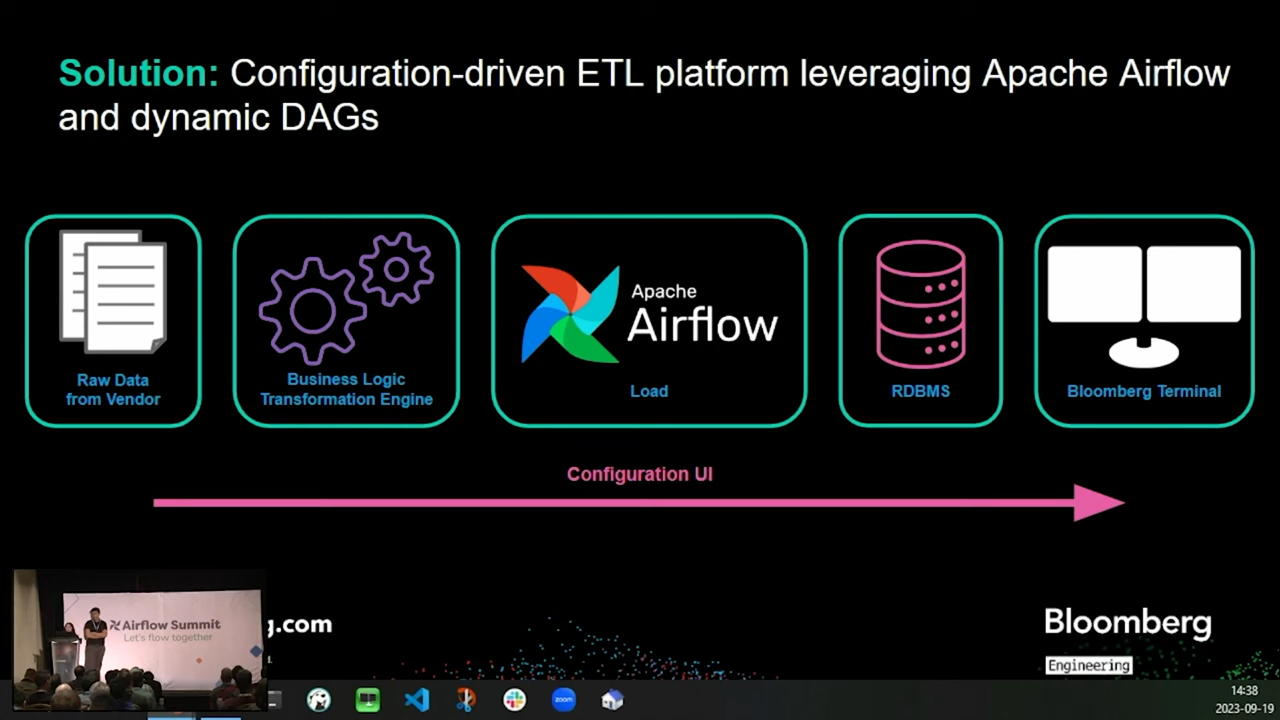 Solution: Configuration-driven ETL platform leveraging Apache Airflow
and dynamic DAGs
Raw Data
from Vendor
Business Logic
Transformation Engine
Apache
Airflow
Load
RDBMS
Bloomberg Terminal
Configuration UI
Airflow Summit
Let's flow together
g.com
Bloomberg
Engineering
zoom
14:38
2023-09-19